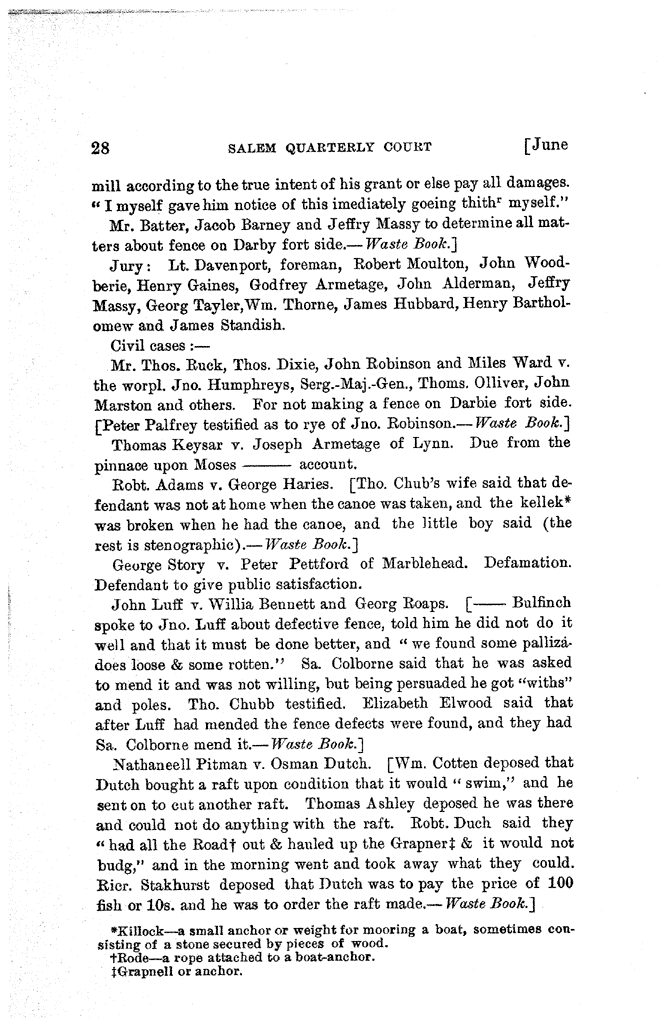 28 SALEM QUARTERLY COURT [June
mill according to the true intent of his grant or else pay all damages.
“ I myself gave him notice of this imediately goeing thithʳ myself.”
Mr. Batter, Jacob Barney and Jeffry Massy to determine all mat-
ters about fence on Darby fort side.—Waste Book.]
Jury: Lt. Davenport, foreman, Robert Moulton, John Wood-
berie, Henry Gaines, Godfrey Armetage, John Alderman, Jeffry
Massy, Georg Tayler,Wm. Thorne, James Hubbard, Henry Barthol-
omew and James Standish.
Civil cases :—
Mr. Thos. Ruck, Thos. Dixie, John Robinson and Miles Ward v.
the worpl. Jno. Humphreys, Serg.-Maj.-Gen., Thoms. Olliver, John
Marston and others. For not making a fence on Darbie fort side.
[Peter Palfrey testified as to rye of Jno. Robinson.—Waste Book.]
Thomas Keysar v. Joseph Armetage of Lynn. Due from the
pinnace upon Moses ——— account.
Robt. Adams v. George Haries. [Tho. Chub's wife said that de-
fendant was not at home when the canoe was taken, and the kellek*
was broken when he had the canoe, and the little boy said (the
rest is stenographic).—Waste Book.]
George Story v. Peter Pettford of Marblehead. Defamation.
Defendant to give public satisfaction.
John Luff v. Willia Bennett and Georg Roaps. [—— Bulfinch
spoke to Jno. Luff about defective fence, told him he did not do it
well and that it must be done better, and “ we found some palliza-
does loose & some rotten.” Sa. Colborne said that he was asked
to mend it and was not willing, but being persuaded he got “withs”
and poles. Tho. Chubb testified. Elizabeth Elwood said that
after Luff had mended the fence defects were found, and they had
Sa. Colborne mend it.—Waste Book.]
Nathaneell Pitman v. Osman Dutch. [Wm. Cotten deposed that
Dutch bought a raft upon condition that it would “ swim,” and he
sent on to cut another raft. Thomas Ashley deposed he was there
and could not do anything with the raft. Robt. Duch said they
“ had all the Road† out & hauled up the Grapner‡ & it would not
budg,” and in the morning went and took away what they could.
Ricr. Stakhurst deposed that Dutch was to pay the price of 100
fish or 10s. and he was to order the raft made.—Waste Book.]
*Killock—a small anchor or weight for mooring a boat, sometimes con-
sisting of a stone secured by pieces of wood.
†Rode—a rope attached to a boat-anchor.
‡Grapnell or anchor.